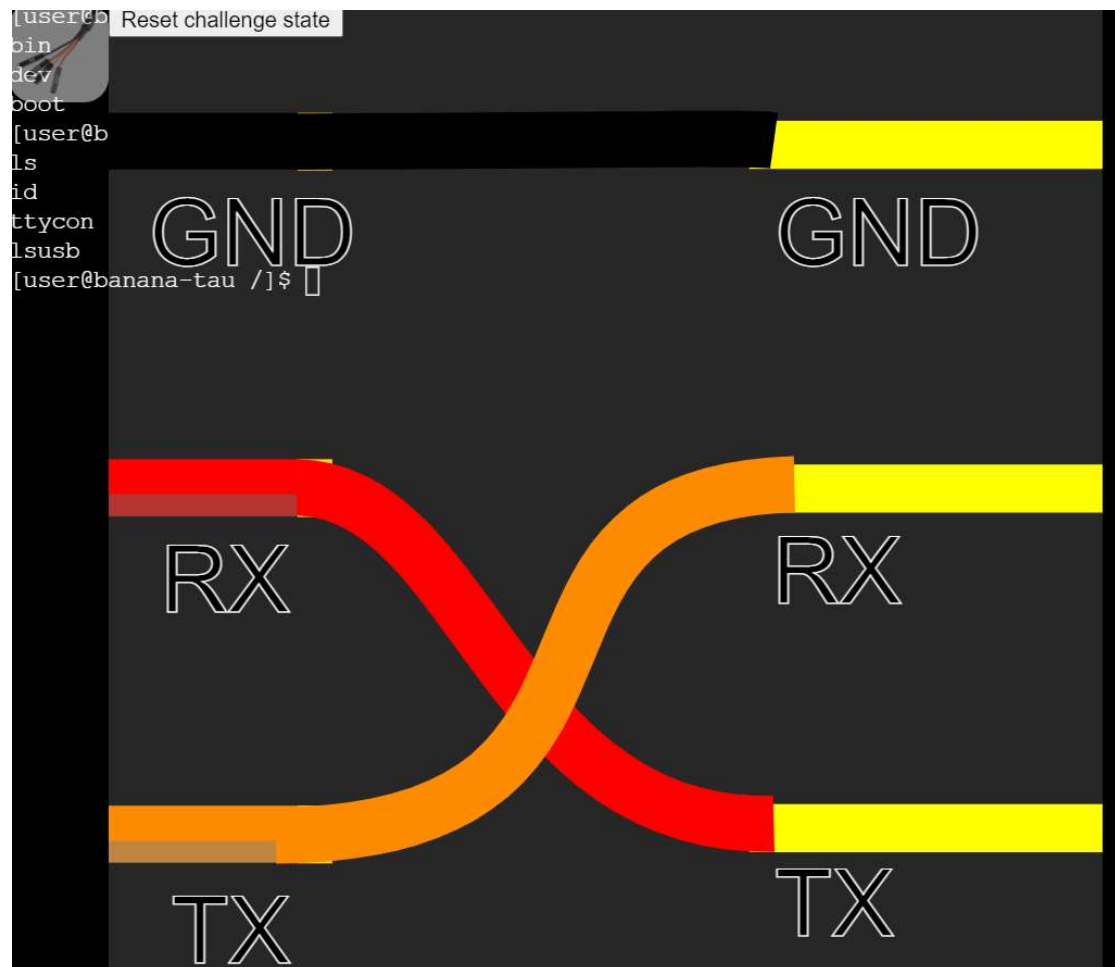 [user@b
Reset challenge state
bin
dev
boot
[user@b
ls
id
ttycon
lsusb
[user@banana-tau /]$
GND
GND
RX
RX
TX
TX